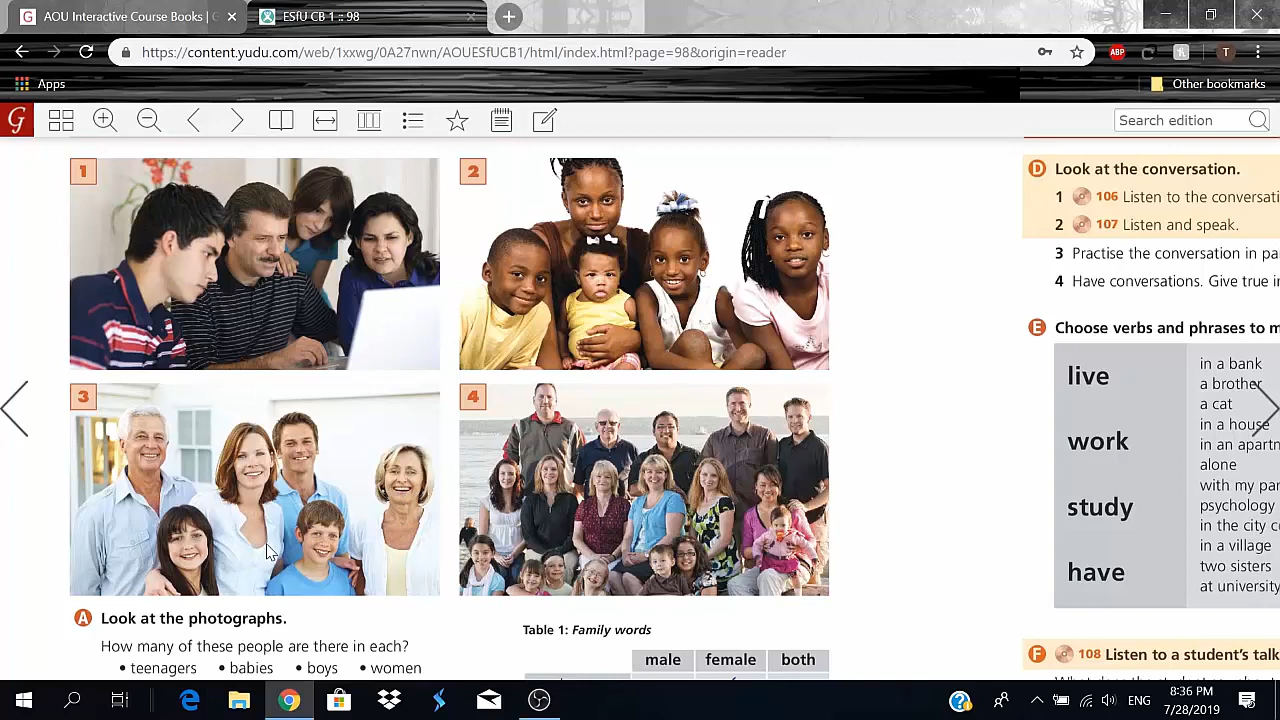 AOU Interactive Course Books |
ESfU CB 1 :: 98
https://content.yudu.com/web/1xxwg/0A27nwn/AOUESfUCB1/html/index.html?page=98&origin=reader
ABP
T
Apps
Other bookmarks
Search edition
1
2
3
4
A Look at the photographs.
How many of these people are there in each?
• teenagers • babies • boys • women
Table 1: Family words
male female both
D Look at the conversation.
1 106 Listen to the conversati
2 107 Listen and speak.
3 Practise the conversation in pa
4 Have conversations. Give true in
E Choose verbs and phrases to m
live
work
study
have
in a bank
a brother
a cat
in a house
in an apartn
alone
with my par
psychology
in the city c
in a village
two sisters
at university
F 108 Listen to a student's talk
ENG
8:36 PM
7/28/2019